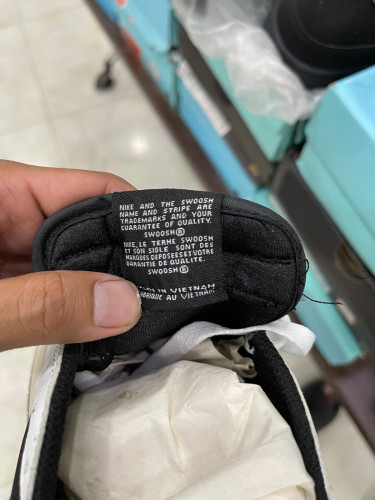 NIKE AND THE SWOOSH
NAME AND STRIPE ARE
TRADEMARKS AND YOUR
GUARANTEE OF QUALITY.
SWOOSH®
NIKE, LE TERME SWOOSH
ET SON SIGLE SONT DES
MARQUES DEPOSEES ET VOTRE
GARANTIE DE QUALITE.
SWOOSH®
IN VIETNAM
AU VIETNAM